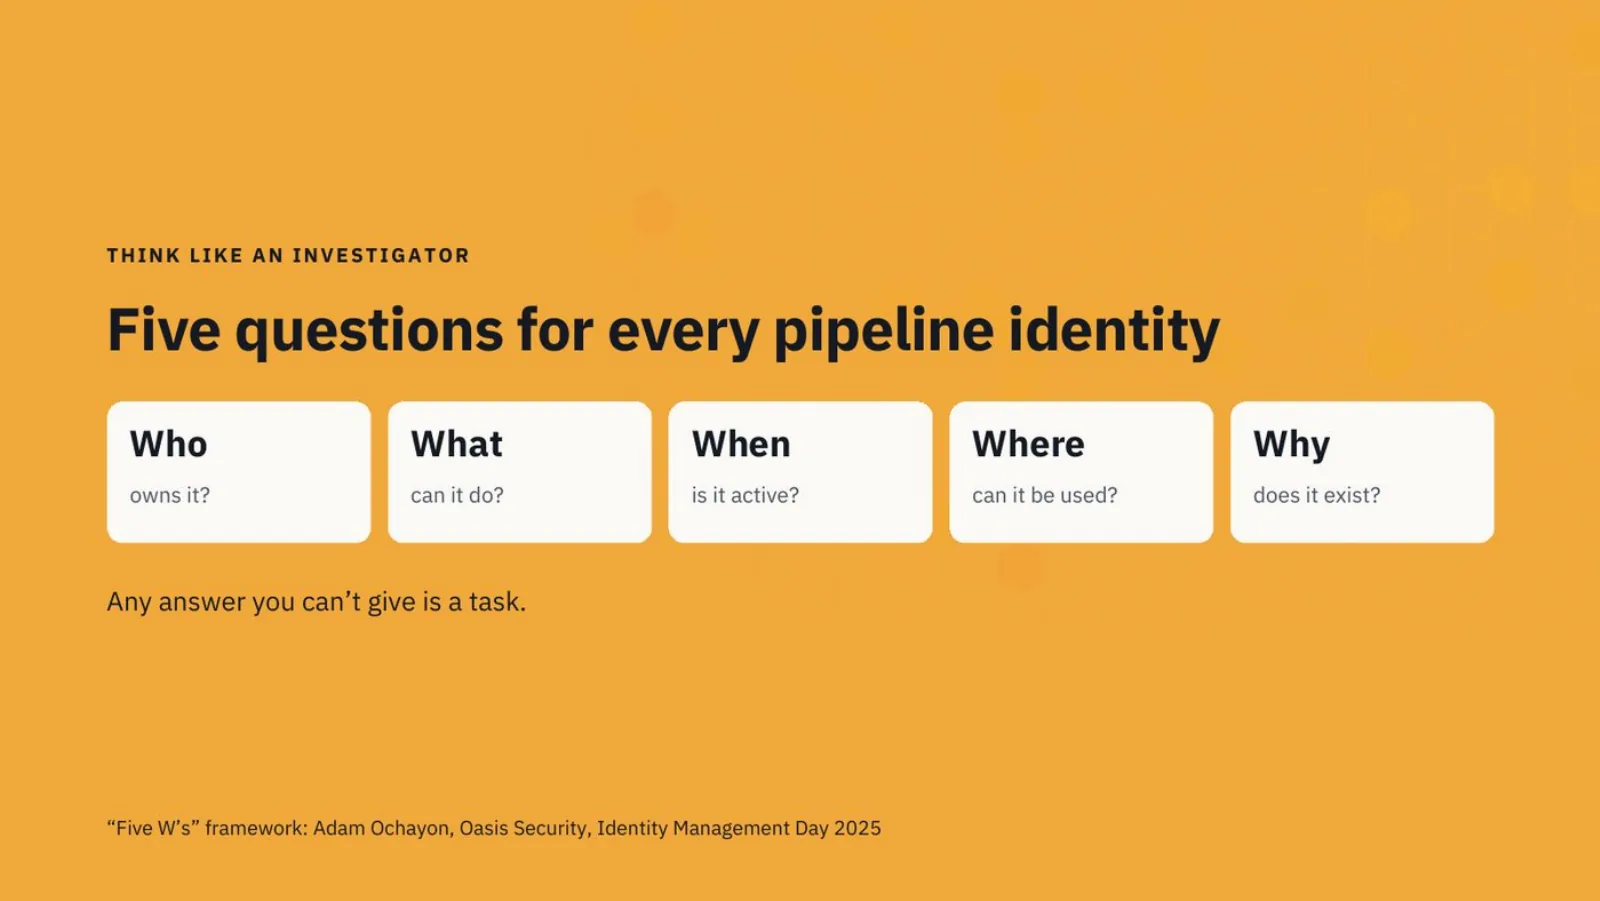 THINK LIKE AN INVESTIGATOR
Five questions for every pipeline identity
Who
owns it?
What
can it do?
When
is it active?
Where
can it be used?
Why
does it exist?
Any answer you can’t give is a task.
“Five W’s” framework: Adam Ochayon, Oasis Security, Identity Management Day 2025